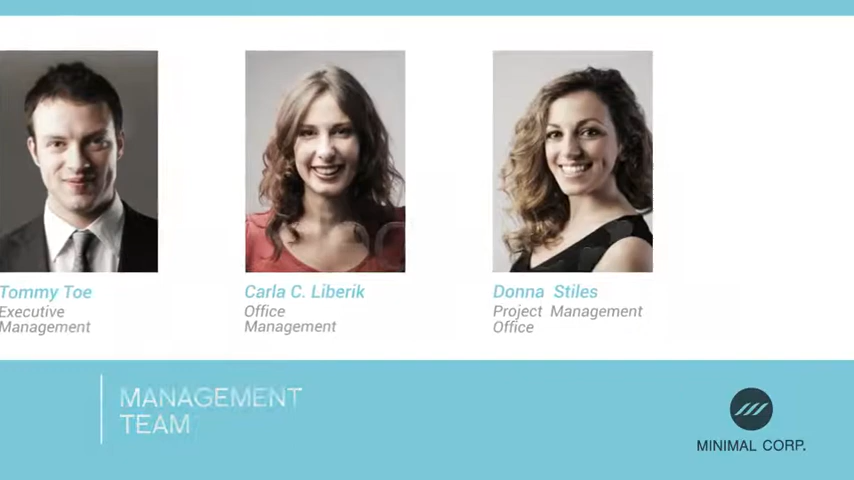 Tommy Toe
Executive
Management
Carla C. Liberik
Office
Management
Donna Stiles
Project Management
Office
MANAGEMENT
TEAM
MINIMAL CORP.